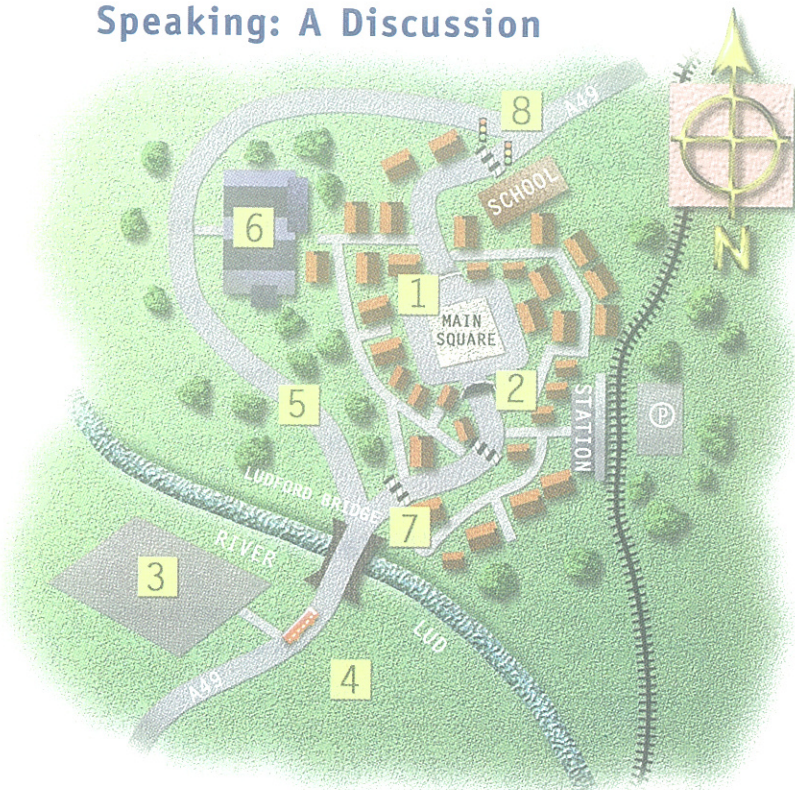 Speaking: A Discussion
8
A49
SCHOOL
6
N
1
MAIN
SQUARE
2
5
STATION
P
LUDFORD BRIDGE
7
RIVER
3
LUD
4
A49